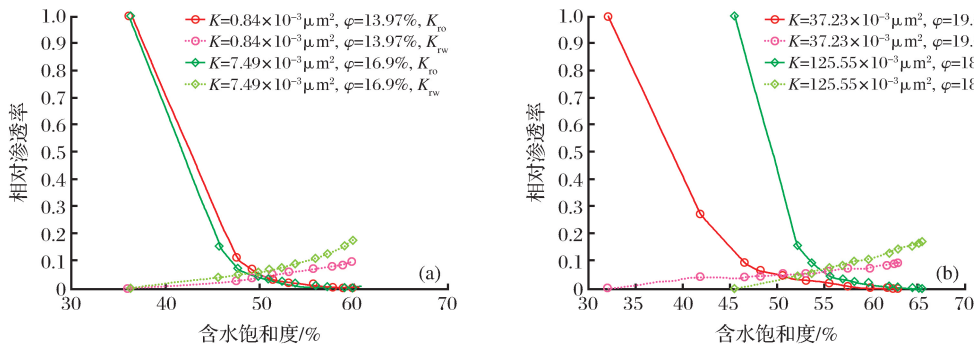 K=0.84×10⁻³μm², φ=13.97%, Kro
K=0.84×10⁻³μm², φ=13.97%, Krw
K=7.49×10⁻³μm², φ=16.9%, Kro
K=7.49×10⁻³μm², φ=16.9%, Krw
1.0
0.9
0.8
0.7
0.6
0.5
0.4
0.3
0.2
0.1
0
相对渗透率
(a)
30 40 50 60 70
含水饱和度/%
K=37.23×10⁻³μm², φ=19.
K=37.23×10⁻³μm², φ=19.
K=125.55×10⁻³μm², φ=18
K=125.55×10⁻³μm², φ=18
1.0
0.9
0.8
0.7
0.6
0.5
0.4
0.3
0.2
0.1
0
相对渗透率
(b)
30 35 40 45 50 55 60 65 70
含水饱和度/%